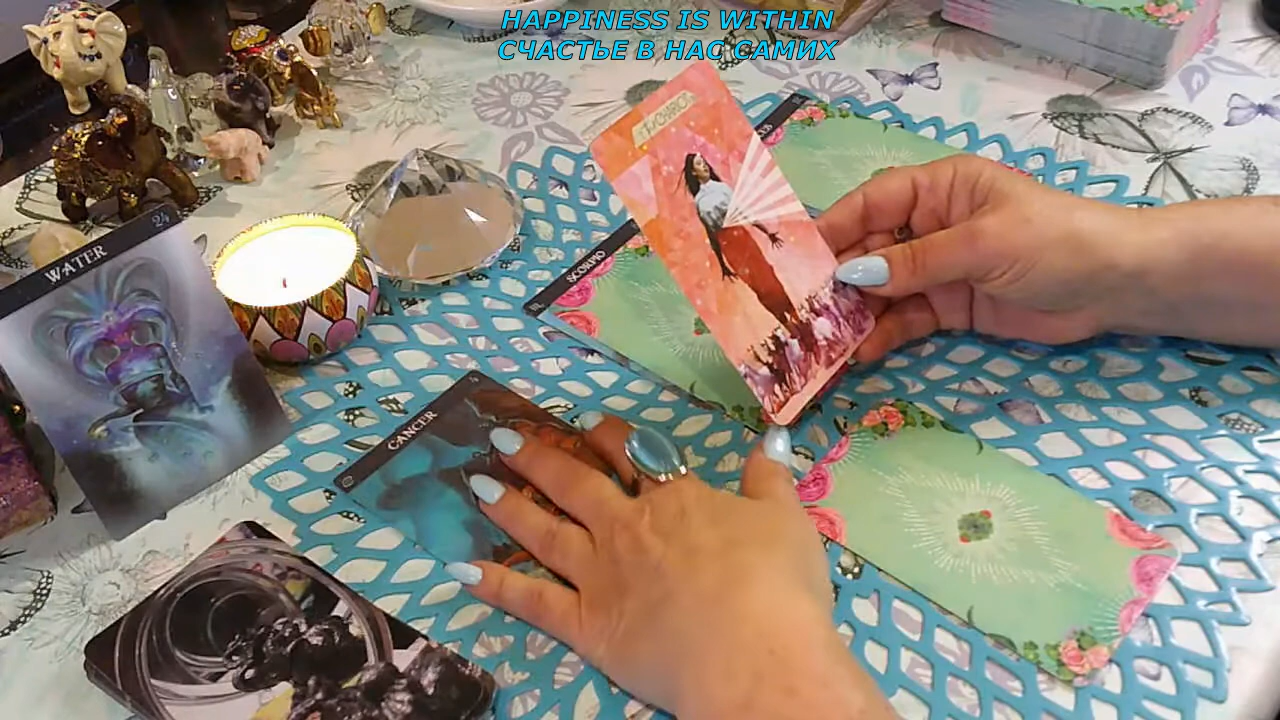 HAPPINESS IS WITHIN
СЧАСТЬЕ В НАС САМИХ
SCORPIO
WATER 24
CANCER